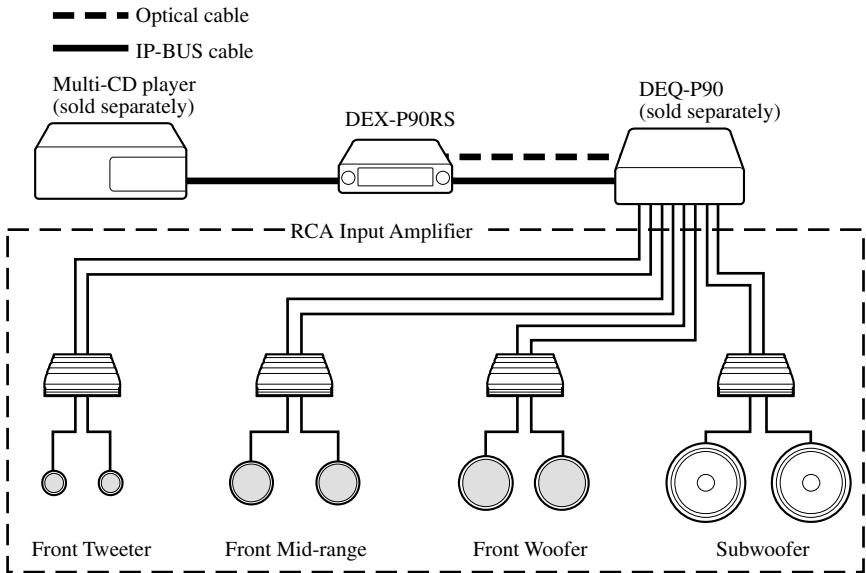 Optical cable
IP-BUS cable
Multi-CD player
(sold separately)
DEX-P90RS
DEQ-P90
(sold separately)
RCA Input Amplifier
Front Tweeter
Front Mid-range
Front Woofer
Subwoofer